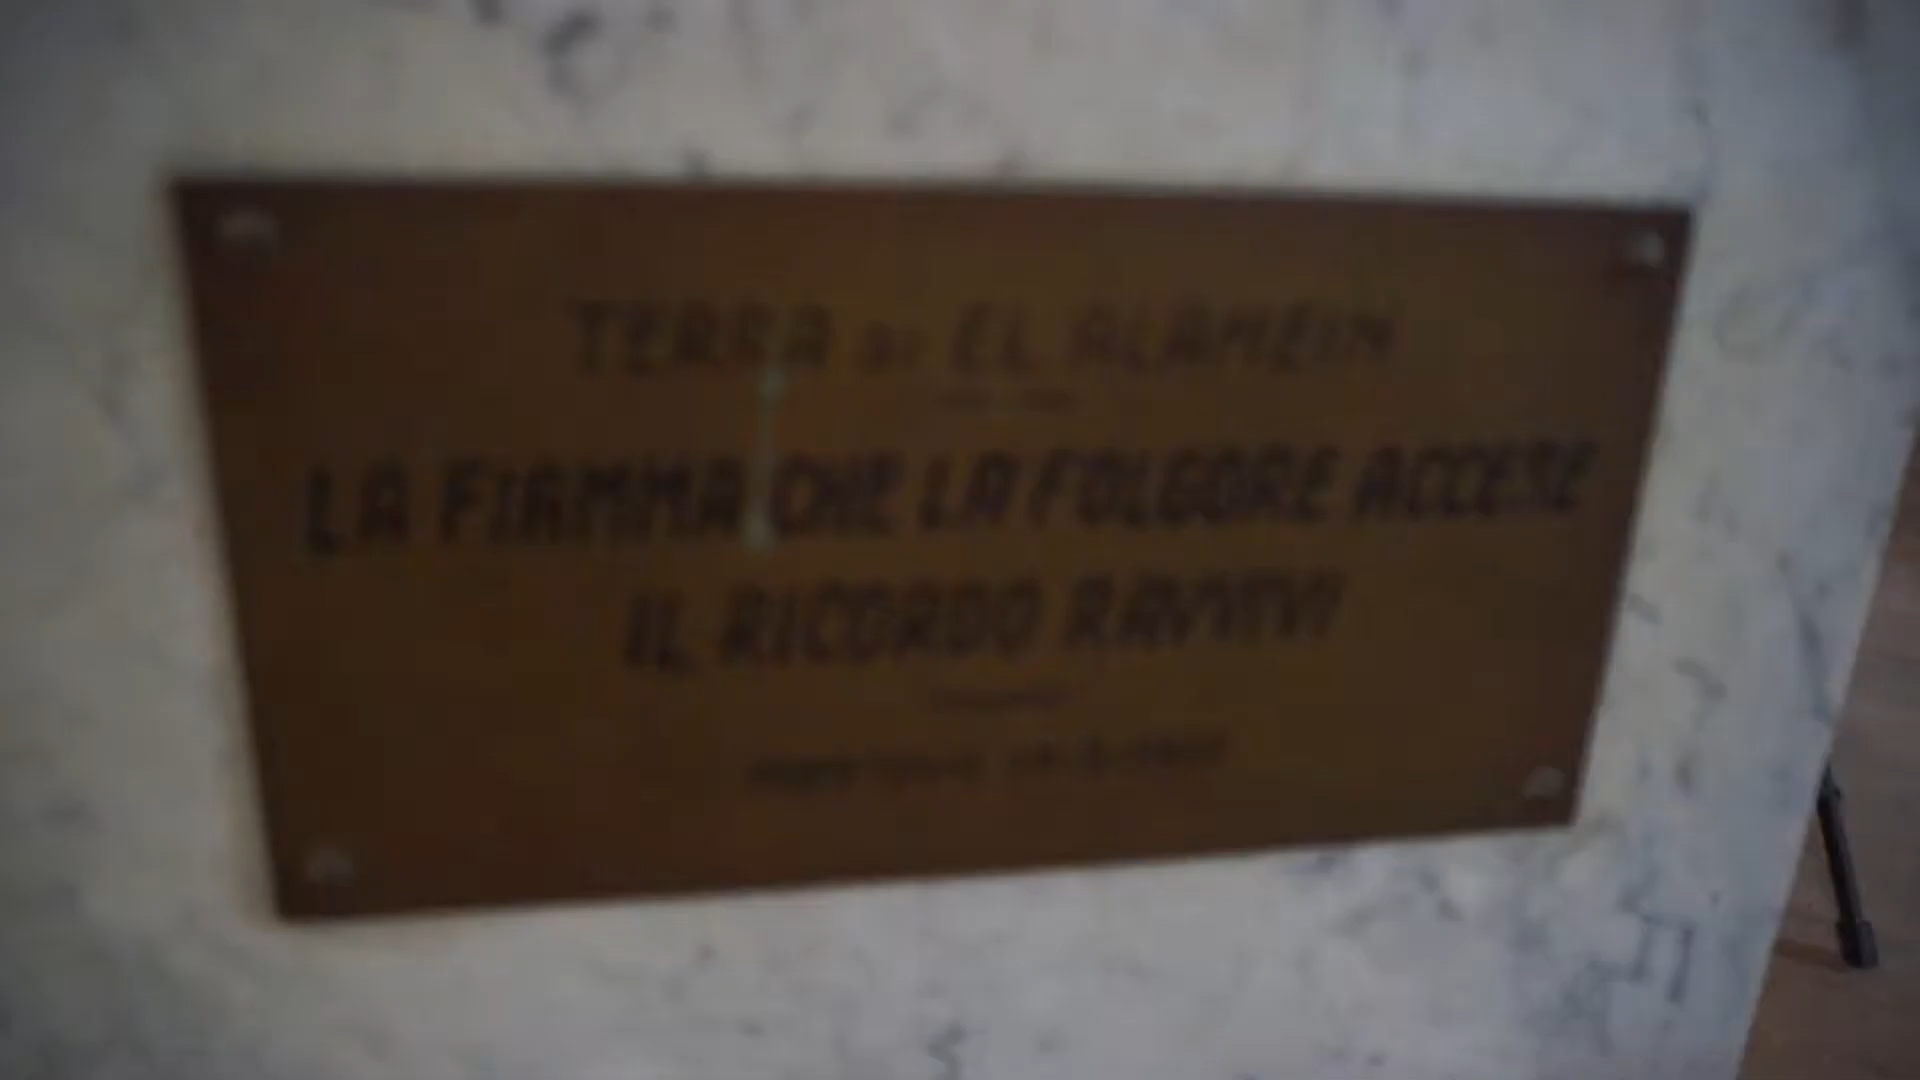 TERRA DI EL ALAMEIN
LA FIAMMA CHE LA FOLGORE ACCESE
IL RICORDO RAVVIVI